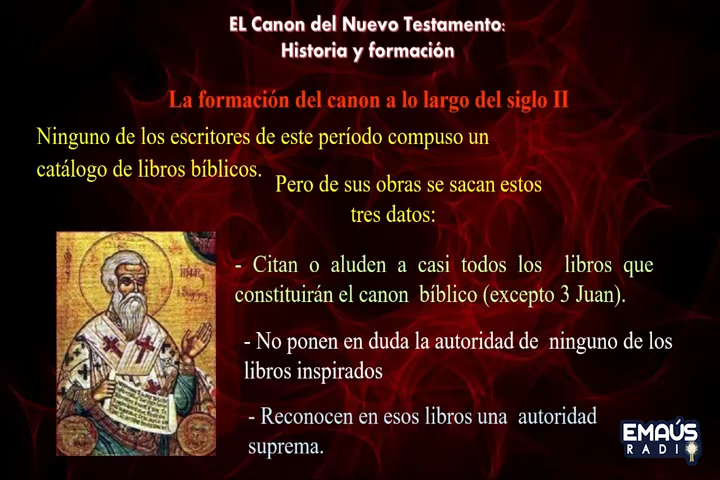 EL Canon del Nuevo Testamento:
Historia y formación
La formación del canon a lo largo del siglo II
Ninguno de los escritores de este período compuso un
catálogo de libros bíblicos.
Pero de sus obras se sacan estos
tres datos:
- Citan o aluden a casi todos los libros que
constituirán el canon bíblico (excepto 3 Juan).
- No ponen en duda la autoridad de ninguno de los
libros inspirados
- Reconocen en esos libros una autoridad
suprema.
EMAÚS
RADIO